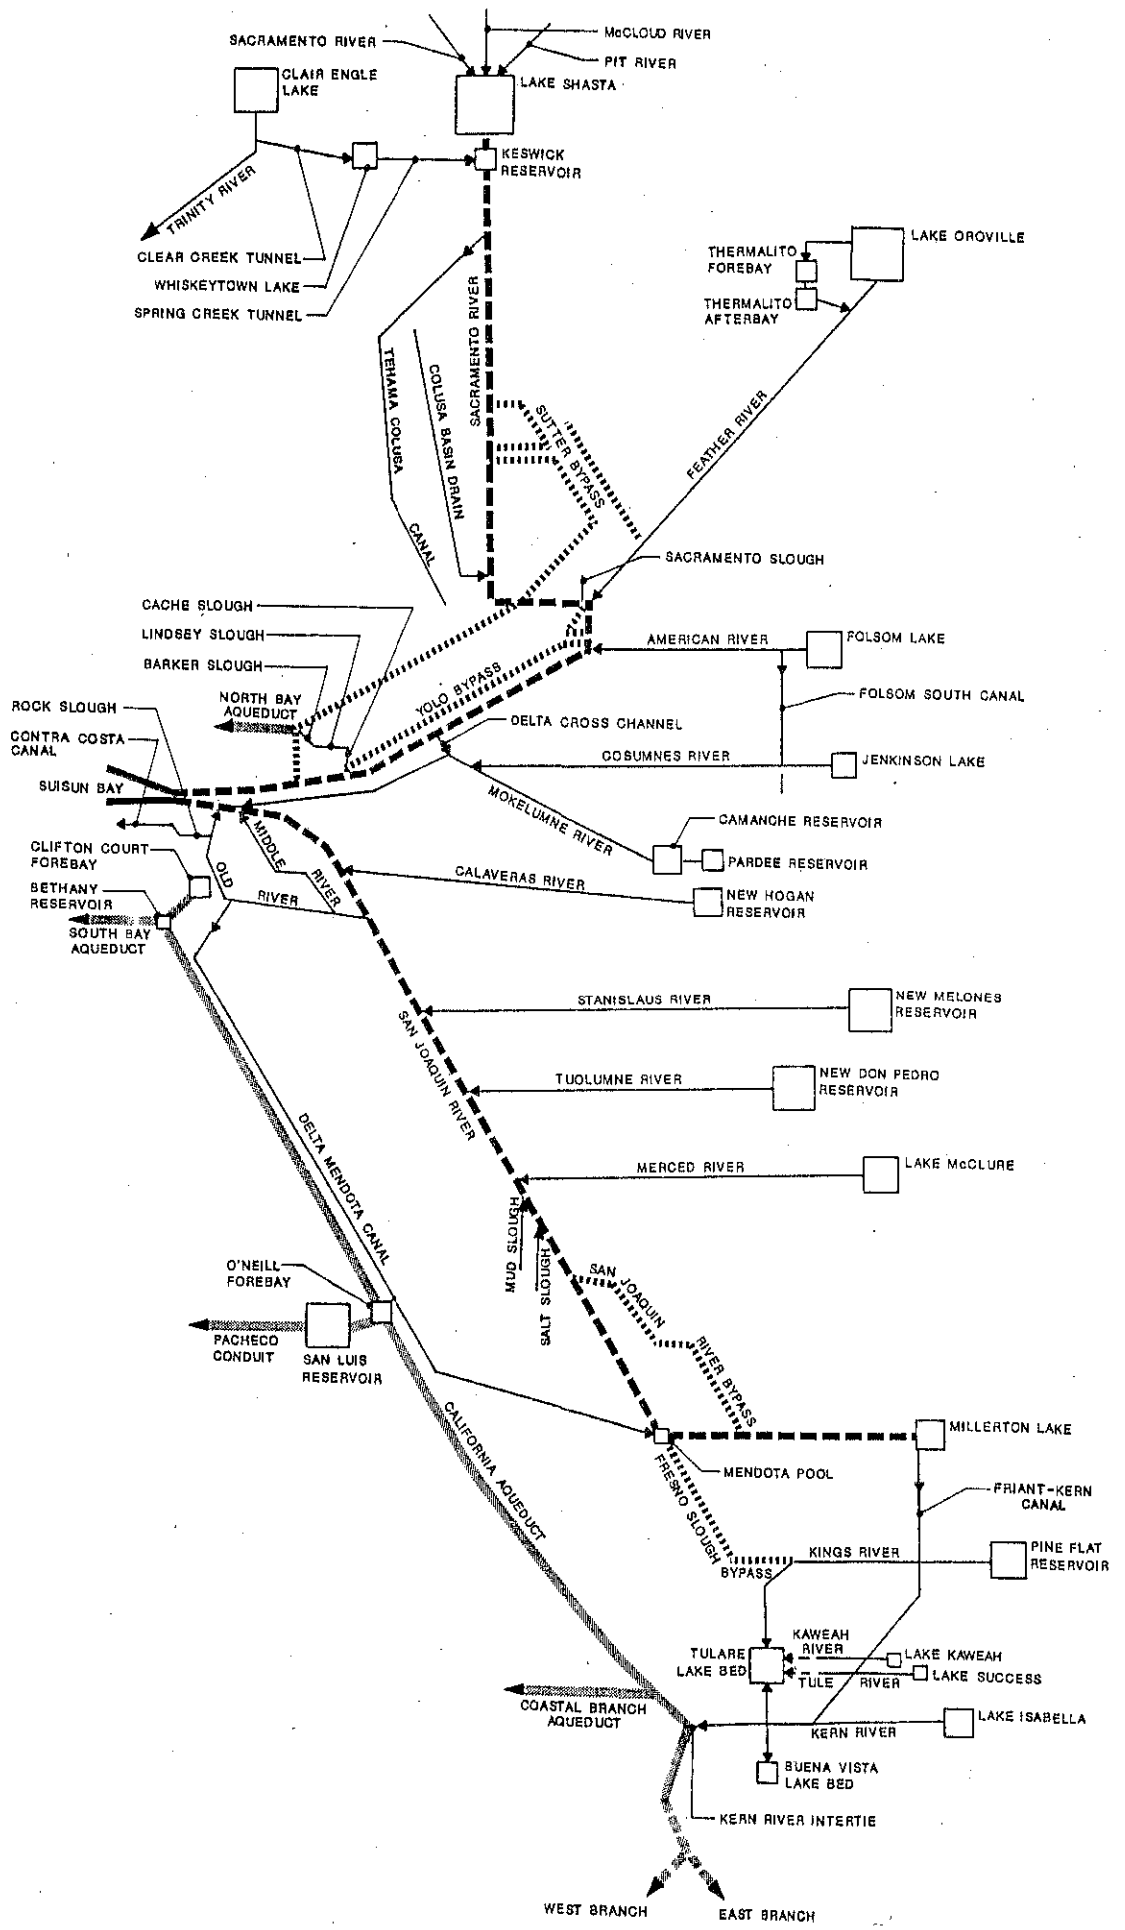 SACRAMENTO RIVER
McCLOUD RIVER
PIT RIVER
CLAIR ENGLE
LAKE
LAKE SHASTA
KESWICK
RESERVOIR
TRINITY RIVER
CLEAR CREEK TUNNEL
WHISKEYTOWN LAKE
SPRING CREEK TUNNEL
LAKE OROVILLE
THERMALITO
FOREBAY
THERMALITO
AFTERBAY
SACRAMENTO RIVER
TEHAMA COLUSA
CANAL
COLUSA BASIN DRAIN
SUTTER BYPASS
FEATHER RIVER
SACRAMENTO SLOUGH
CACHE SLOUGH
LINDSEY SLOUGH
BARKER SLOUGH
NORTH BAY
AQUEDUCT
YOLO BYPASS
AMERICAN RIVER
FOLSOM LAKE
FOLSOM SOUTH CANAL
ROCK SLOUGH
CONTRA COSTA
CANAL
SUISUN BAY
DELTA CROSS CHANNEL
COSUMNES RIVER
JENKINSON LAKE
MOKELUMNE RIVER
CAMANCHE RESERVOIR
PARDEE RESERVOIR
CLIFTON COURT
FOREBAY
BETHANY
RESERVOIR
SOUTH BAY
AQUEDUCT
OLD
RIVER
MIDDLE
RIVER
CALAVERAS RIVER
NEW HOGAN
RESERVOIR
STANISLAUS RIVER
NEW MELONES
RESERVOIR
SAN JOAQUIN RIVER
TUOLUMNE RIVER
NEW DON PEDRO
RESERVOIR
DELTA MENDOTA CANAL
MERCED RIVER
LAKE McCLURE
MUD SLOUGH
SALT SLOUGH
O'NEILL
FOREBAY
SAN JOAQUIN
RIVER BYPASS
PACHECO
CONDUIT
SAN LUIS
RESERVOIR
CALIFORNIA AQUEDUCT
MILLERTON LAKE
MENDOTA POOL
FRESNO SLOUGH
BYPASS
FRIANT-KERN
CANAL
KINGS RIVER
PINE FLAT
RESERVOIR
TULARE
LAKE BED
KAWEAH
RIVER
LAKE KAWEAH
TULE RIVER
LAKE SUCCESS
COASTAL BRANCH
AQUEDUCT
KERN RIVER
LAKE ISABELLA
BUENA VISTA
LAKE BED
KERN RIVER INTERTIE
WEST BRANCH
EAST BRANCH